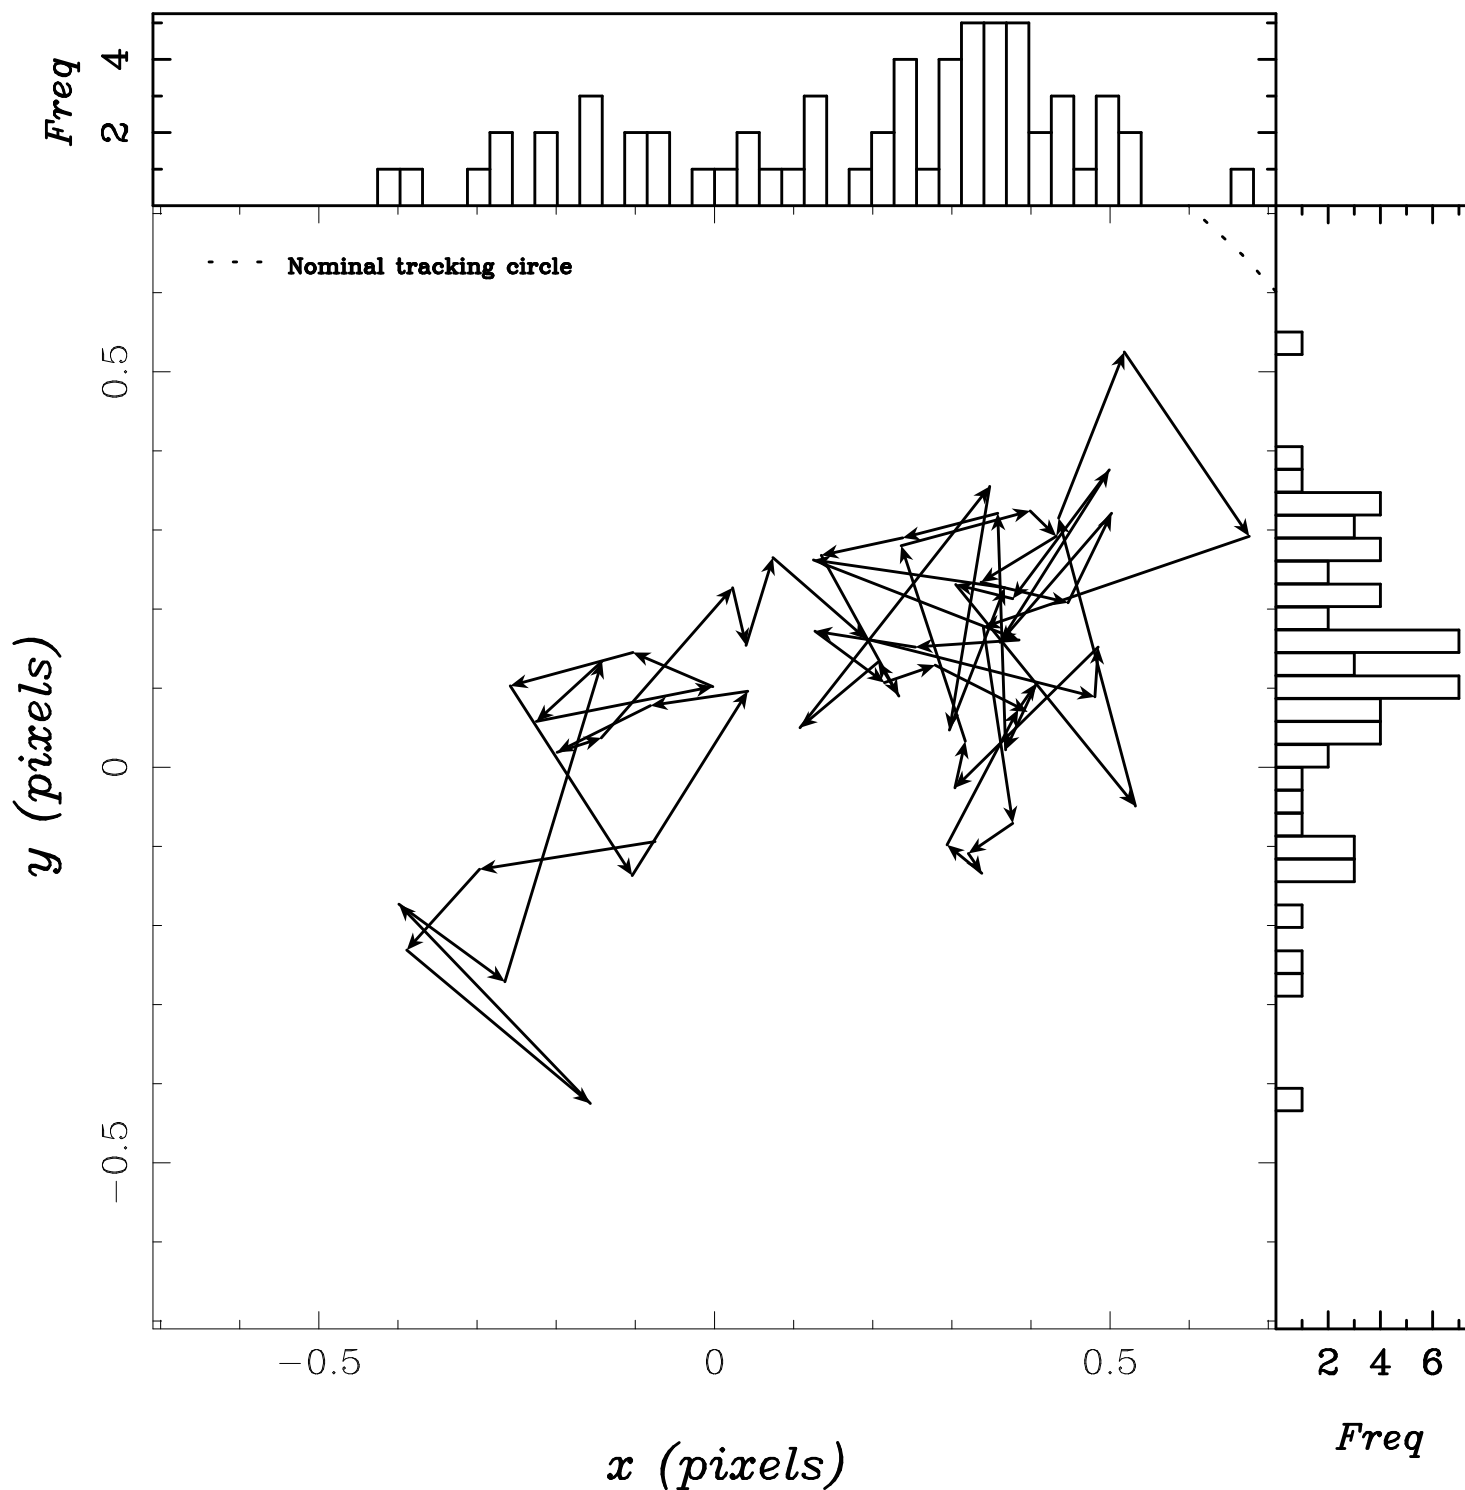 Freq
4
2
Nominal tracking circle
0.5
0
−0.5
y (pixels)
−0.5 0 0.5
2 4 6
Freq
x (pixels)